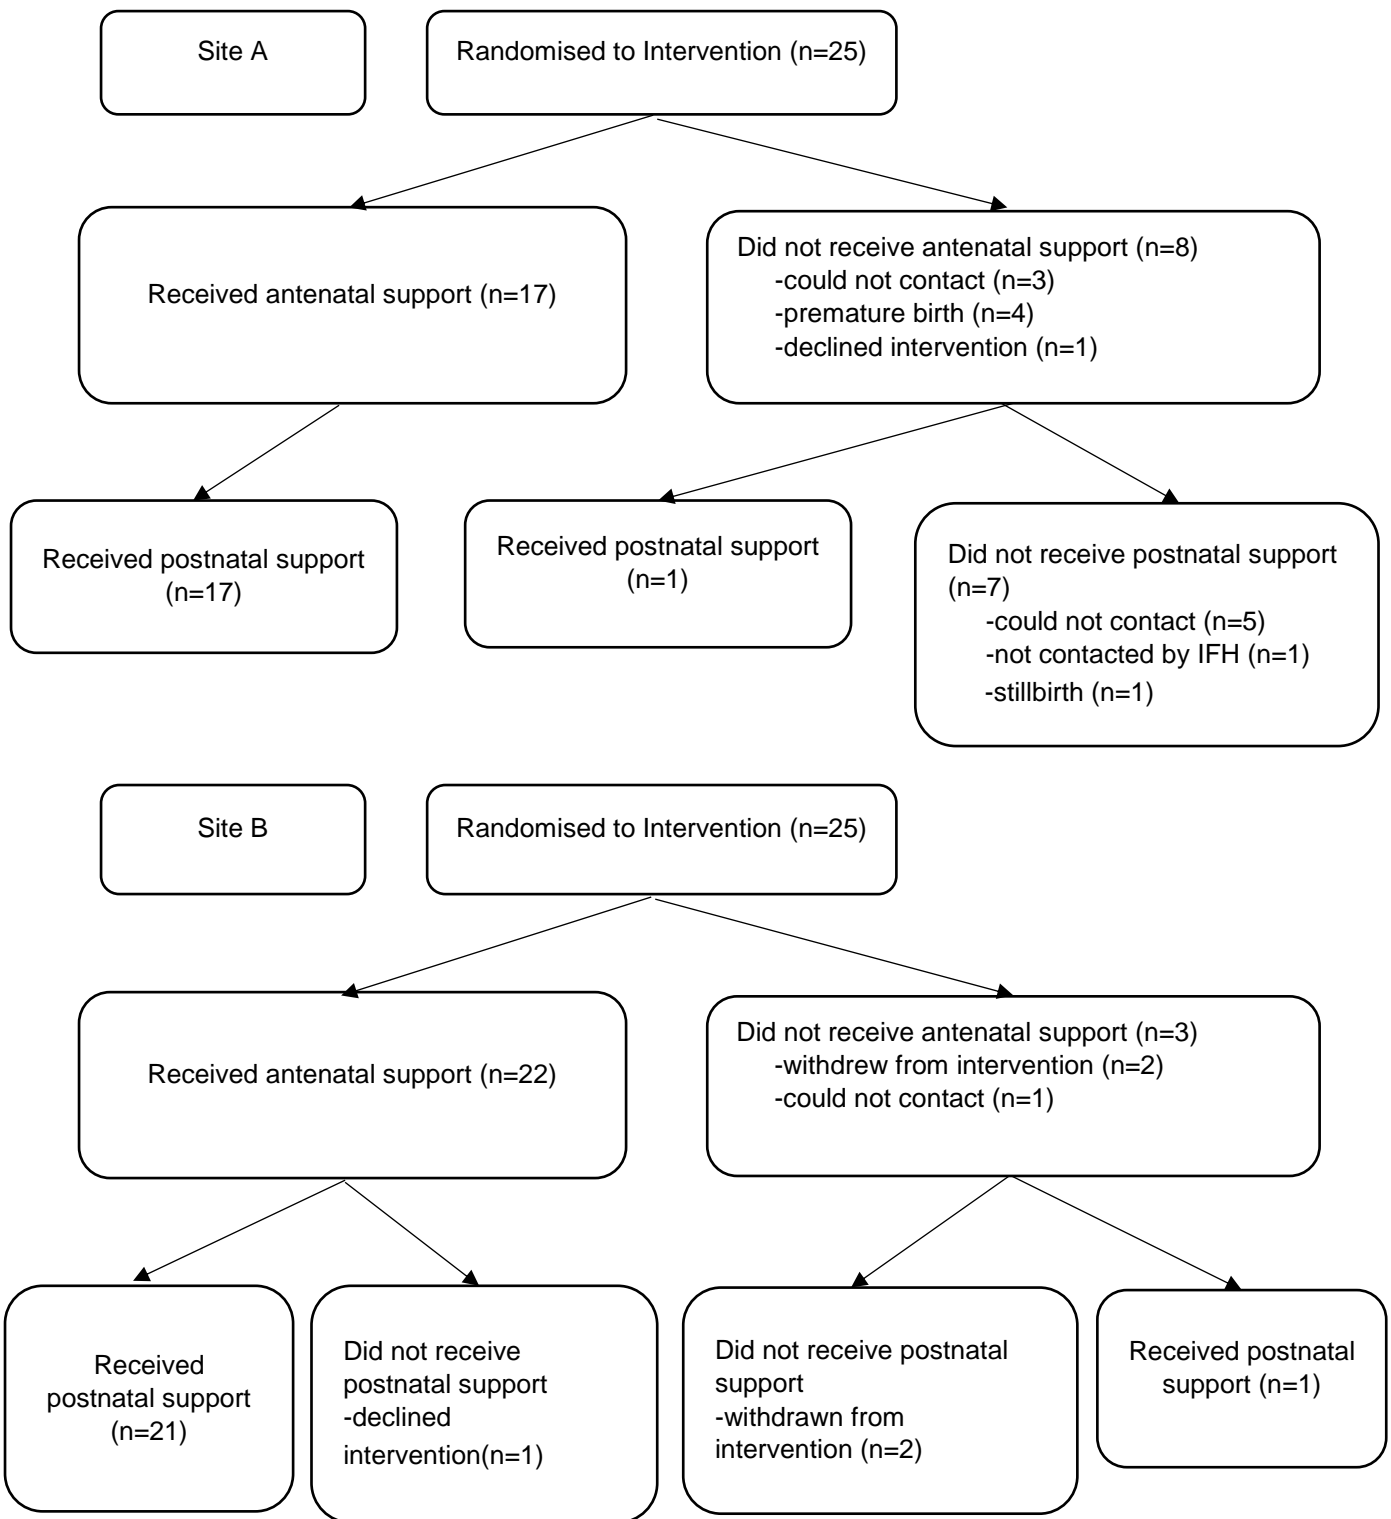 Site A
Randomised to Intervention (n=25)
Received antenatal support (n=17)
Did not receive antenatal support (n=8)
-could not contact (n=3)
-premature birth (n=4)
-declined intervention (n=1)
Received postnatal support
(n=17)
Received postnatal support
(n=1)
Did not receive postnatal support
(n=7)
-could not contact (n=5)
-not contacted by IFH (n=1)
-stillbirth (n=1)
Site B
Randomised to Intervention (n=25)
Received antenatal support (n=22)
Did not receive antenatal support (n=3)
-withdrew from intervention (n=2)
-could not contact (n=1)
Received
postnatal support
(n=21)
Did not receive
postnatal support
-declined
intervention(n=1)
Did not receive postnatal
support
-withdrawn from
intervention (n=2)
Received postnatal
support (n=1)